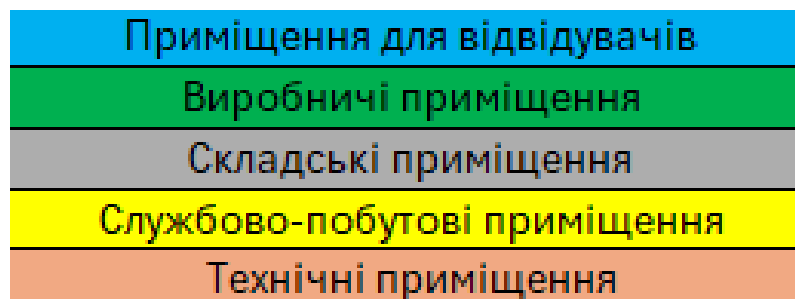 Приміщення для відвідувачів
Виробничі приміщення
Складські приміщення
Службово-побутові приміщення
Технічні приміщення